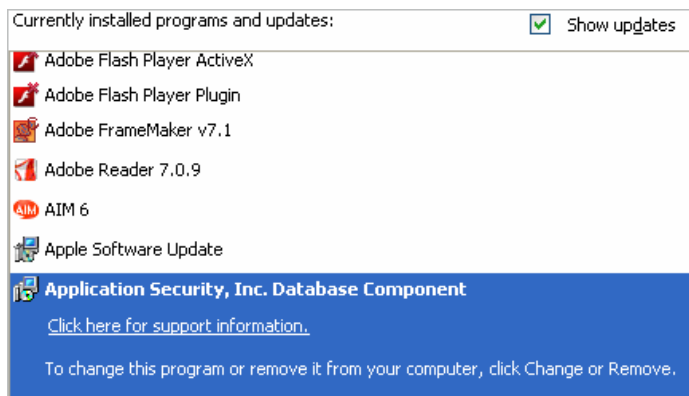 Currently installed programs and updates:
Show updates
Adobe Flash Player ActiveX
Adobe Flash Player Plugin
Adobe FrameMaker v7.1
Adobe Reader 7.0.9
AIM AIM 6
Apple Software Update
Application Security, Inc. Database Component
Click here for support information.
To change this program or remove it from your computer, click Change or Remove.